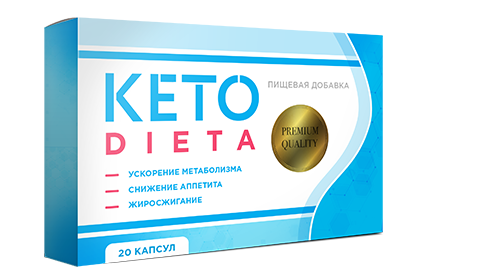 KETO
ПИЩЕВАЯ ДОБАВКА
DIETA
PREMIUM
QUALITY
УСКОРЕНИЕ МЕТАБОЛИЗМА
СНИЖЕНИЕ АППЕТИТА
ЖИРОСЖИГАНИЕ
20 КАПСУЛ